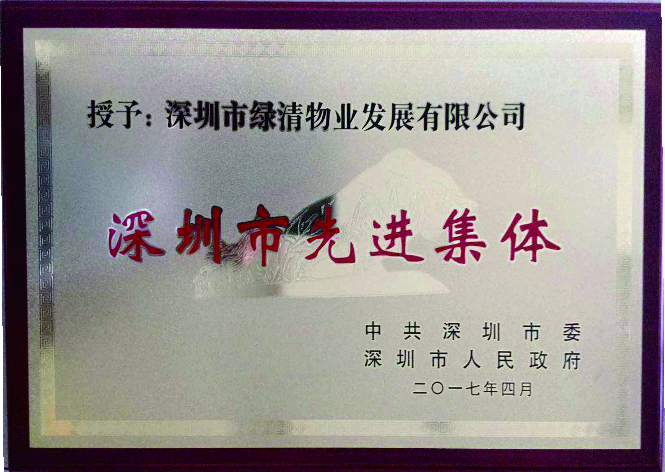 授予：深圳市绿清物业发展有限公司
深圳市先进集体
中共深圳市委
深圳市人民政府
二〇一七年四月